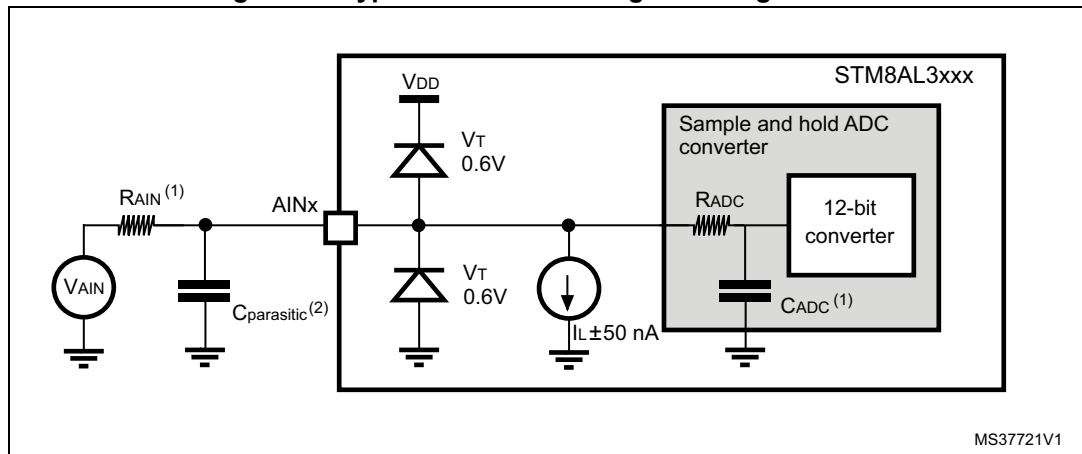 STM8AL3xxx
VDD
Sample and hold ADC
converter
VT
0.6V
RAIN (1)
AINx
RADC
12-bit
converter
VAIN
Cparasitic(2)
VT
0.6V
IL±50 nA
CADC (1)
MS37721V1